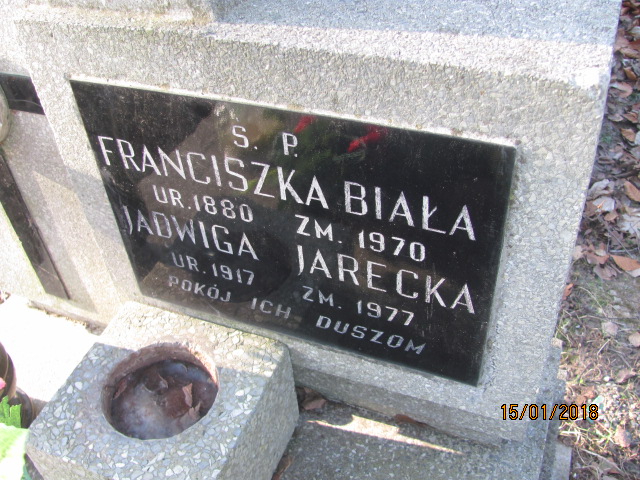 S. P.
FRANCISZKA BIAŁA
UR. 1880 ZM. 1970
JADWIGA JARECKA
UR. 1917 ZM. 1977
POKÓJ ICH DUSZOM
15/01/2018